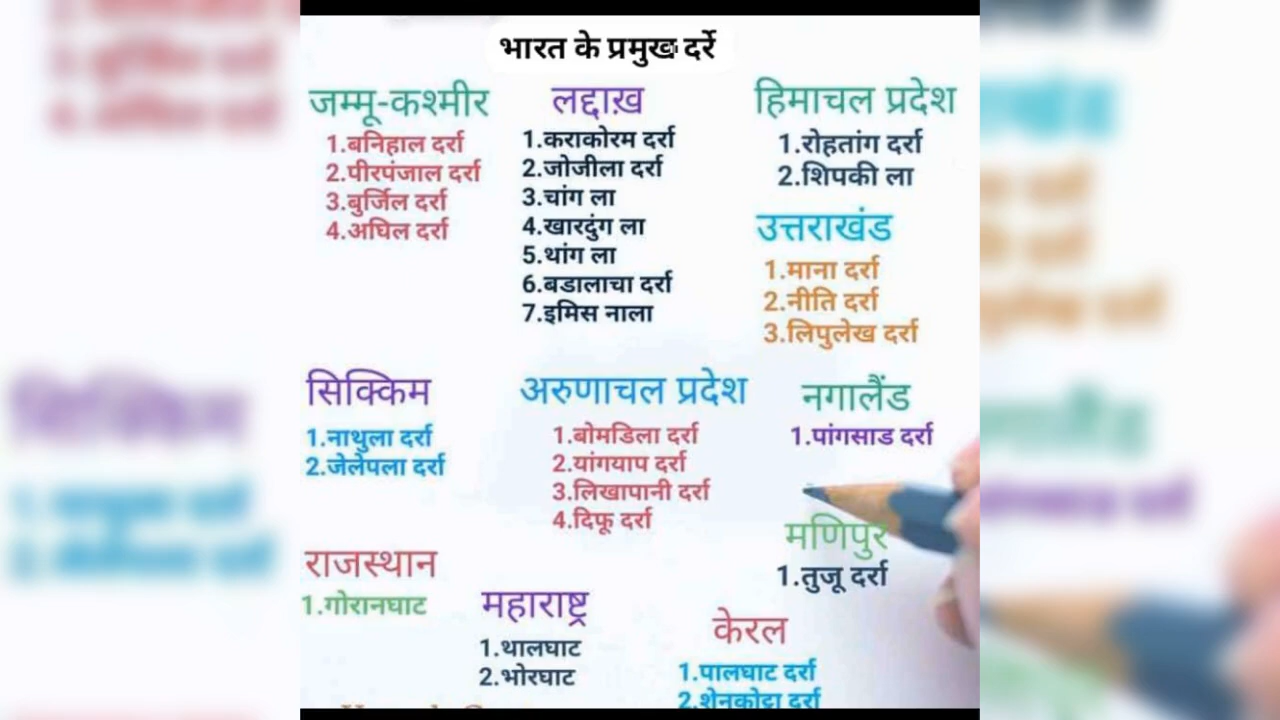 भारत के प्रमुख दर्रे
जम्मू-कश्मीर
1.बनिहाल दर्रा
2.पीरपंजाल दर्रा
3.बुर्जिल दर्रा
4.अघिल दर्रा
लद्दाख़
1.कराकोरम दर्रा
2.जोजीला दर्रा
3.चांग ला
4.खारदुंग ला
5.थांग ला
6.बडालाचा दर्रा
7.इमिस नाला
हिमाचल प्रदेश
1.रोहतांग दर्रा
2.शिपकी ला
उत्तराखंड
1.माना दर्रा
2.नीति दर्रा
3.लिपुलेख दर्रा
सिक्किम
1.नाथुला दर्रा
2.जेलेपला दर्रा
अरुणाचल प्रदेश
1.बोमडिला दर्रा
2.यांगयाप दर्रा
3.लिखापानी दर्रा
4.दिफू दर्रा
नगालैंड
1.पांगसाड दर्रा
मणिपुर
1.तुजू दर्रा
राजस्थान
1.गोरानघाट
महाराष्ट्र
1.थालघाट
2.भोरघाट
केरल
1.पालघाट दर्रा
2.शेनकोट्टा दर्रा